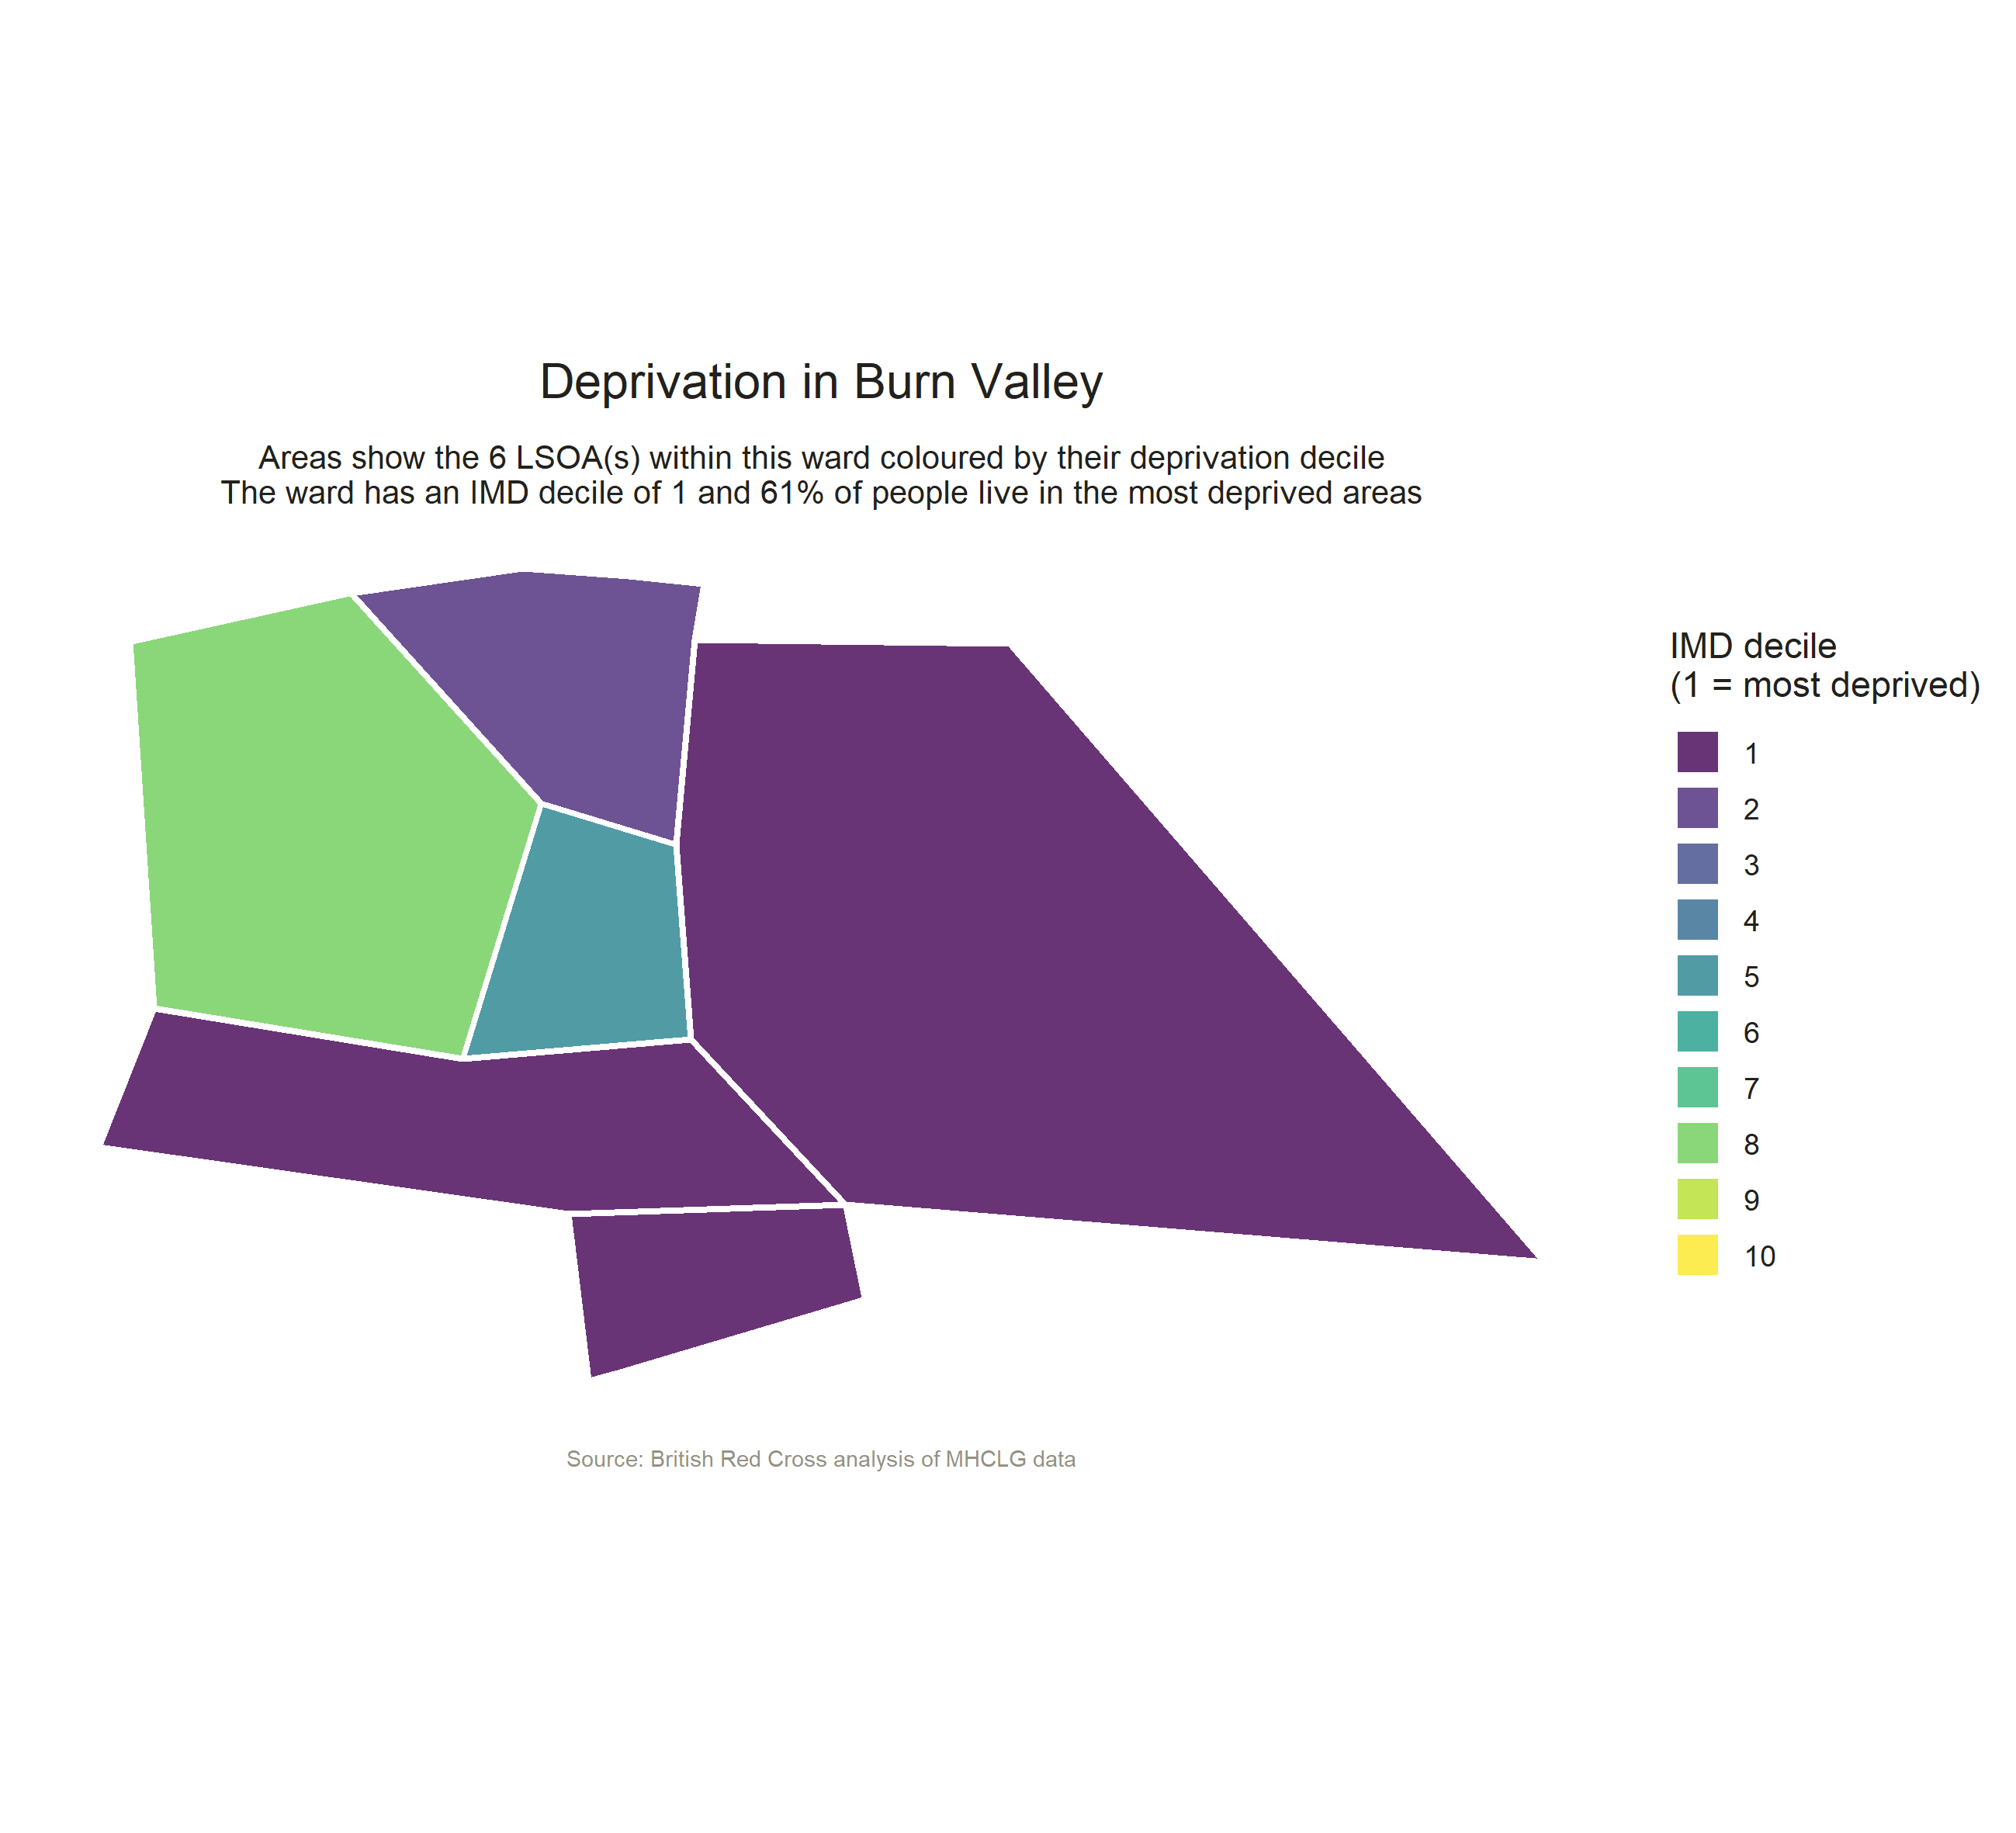 Deprivation in Burn Valley
Areas show the 6 LSOA(s) within this ward coloured by their deprivation decile
The ward has an IMD decile of 1 and 61% of people live in the most deprived areas
IMD decile
(1 = most deprived)
1
2
3
4
5
6
7
8
9
10
Source: British Red Cross analysis of MHCLG data